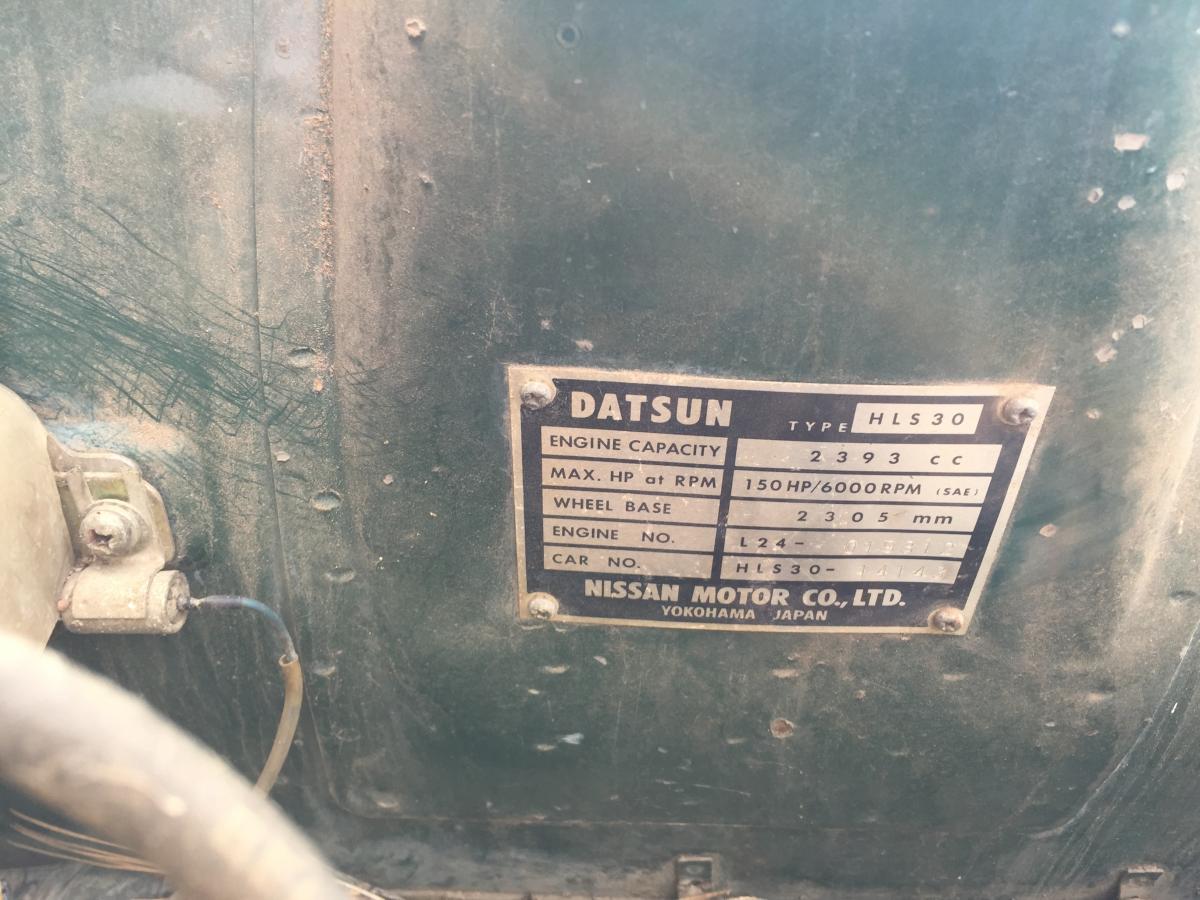 DATSUN TYPE HLS30
ENGINE CAPACITY 2393 cc
MAX. HP at RPM 150HP/6000RPM (SAE)
WHEEL BASE 2305 mm
ENGINE NO. L24-
CAR NO. HLS30-
NISSAN MOTOR CO., LTD.
YOKOHAMA JAPAN